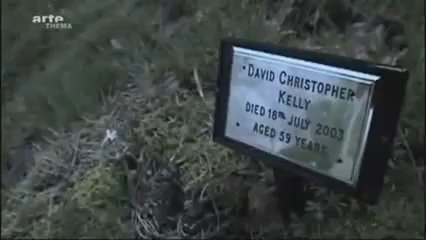 arte
THEMA
DAVID CHRISTOPHER
KELLY
DIED 18th JULY 2003
AGED 59 YEARS